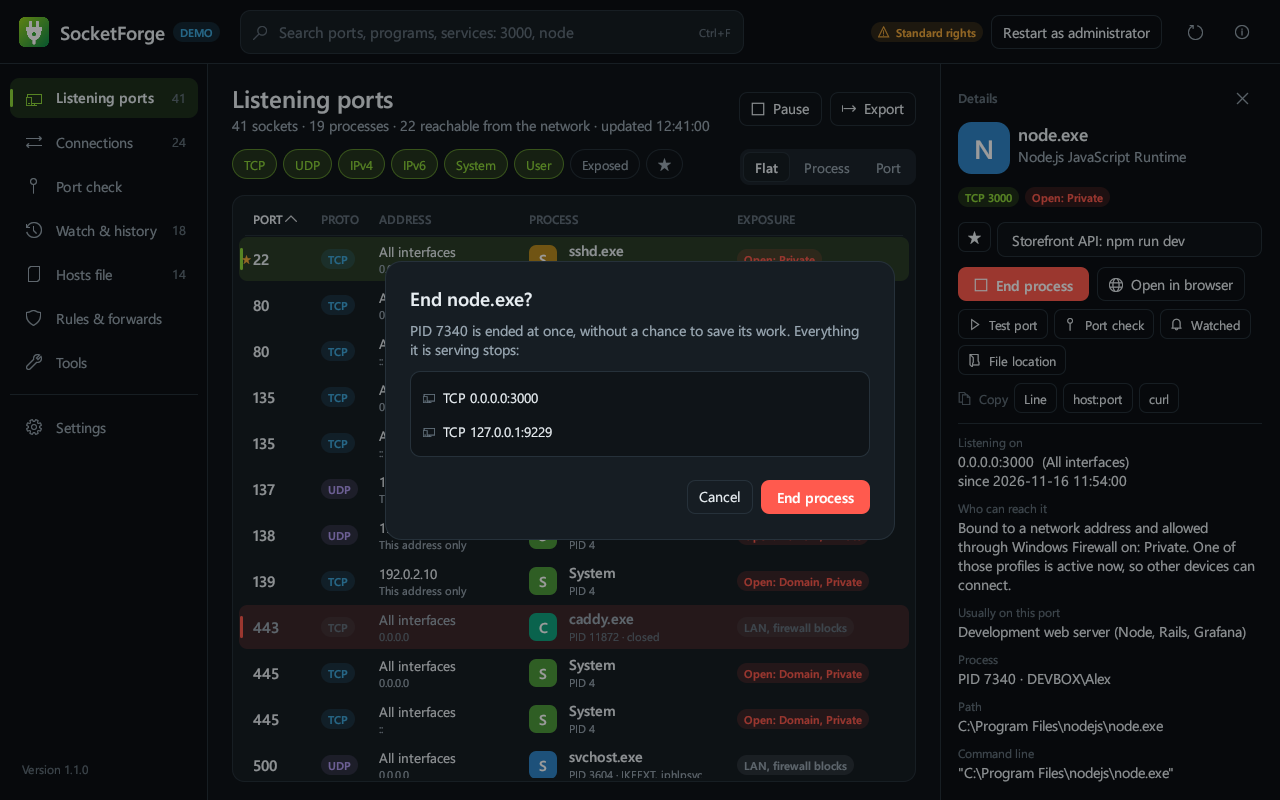 SocketForge DEMO
Search ports, programs, services: 3000, node Ctrl+F
Standard rights
Restart as administrator
Listening ports 41
Connections 24
Port check
Watch & history 18
Hosts file 14
Rules & forwards
Tools
Settings
Version 1.1.0
Listening ports
41 sockets · 19 processes · 22 reachable from the network · updated 12:41:00
Pause
Export
TCP UDP IPv4 IPv6 System User Exposed ★
Flat Process Port
PORT PROTO ADDRESS PROCESS EXPOSURE
★ 22 TCP All interfaces S sshd.exe Open: Private
80 TCP
80 TCP
::
135 TCP
135 TCP
137 UDP
138 UDP
This address only PID 4
139 TCP 192.0.2.10 S System Open: Domain, Private
This address only PID 4
443 TCP All interfaces C caddy.exe LAN, firewall blocks
0.0.0.0 PID 11872 · closed
445 TCP All interfaces S System Open: Domain, Private
0.0.0.0 PID 4
445 TCP All interfaces S System Open: Domain, Private
:: PID 4
500 UDP All interfaces S svchost.exe LAN, firewall blocks
0.0.0.0 PID 3604 · IKEEXT, iphlpsvc
End node.exe?
PID 7340 is ended at once, without a chance to save its work. Everything
it is serving stops:
TCP 0.0.0.0:3000
TCP 127.0.0.1:9229
Cancel
End process
Details
N node.exe
Node.js JavaScript Runtime
TCP 3000 Open: Private
★ Storefront API: npm run dev
End process Open in browser
Test port Port check Watched
File location
Copy Line host:port curl
Listening on
0.0.0.0:3000 (All interfaces)
since 2026-11-16 11:54:00
Who can reach it
Bound to a network address and allowed
through Windows Firewall on: Private. One of
those profiles is active now, so other devices can
connect.
Usually on this port
Development web server (Node, Rails, Grafana)
Process
PID 7340 · DEVBOX\Alex
Path
C:\Program Files\nodejs\node.exe
Command line
"C:\Program Files\nodejs\node.exe"